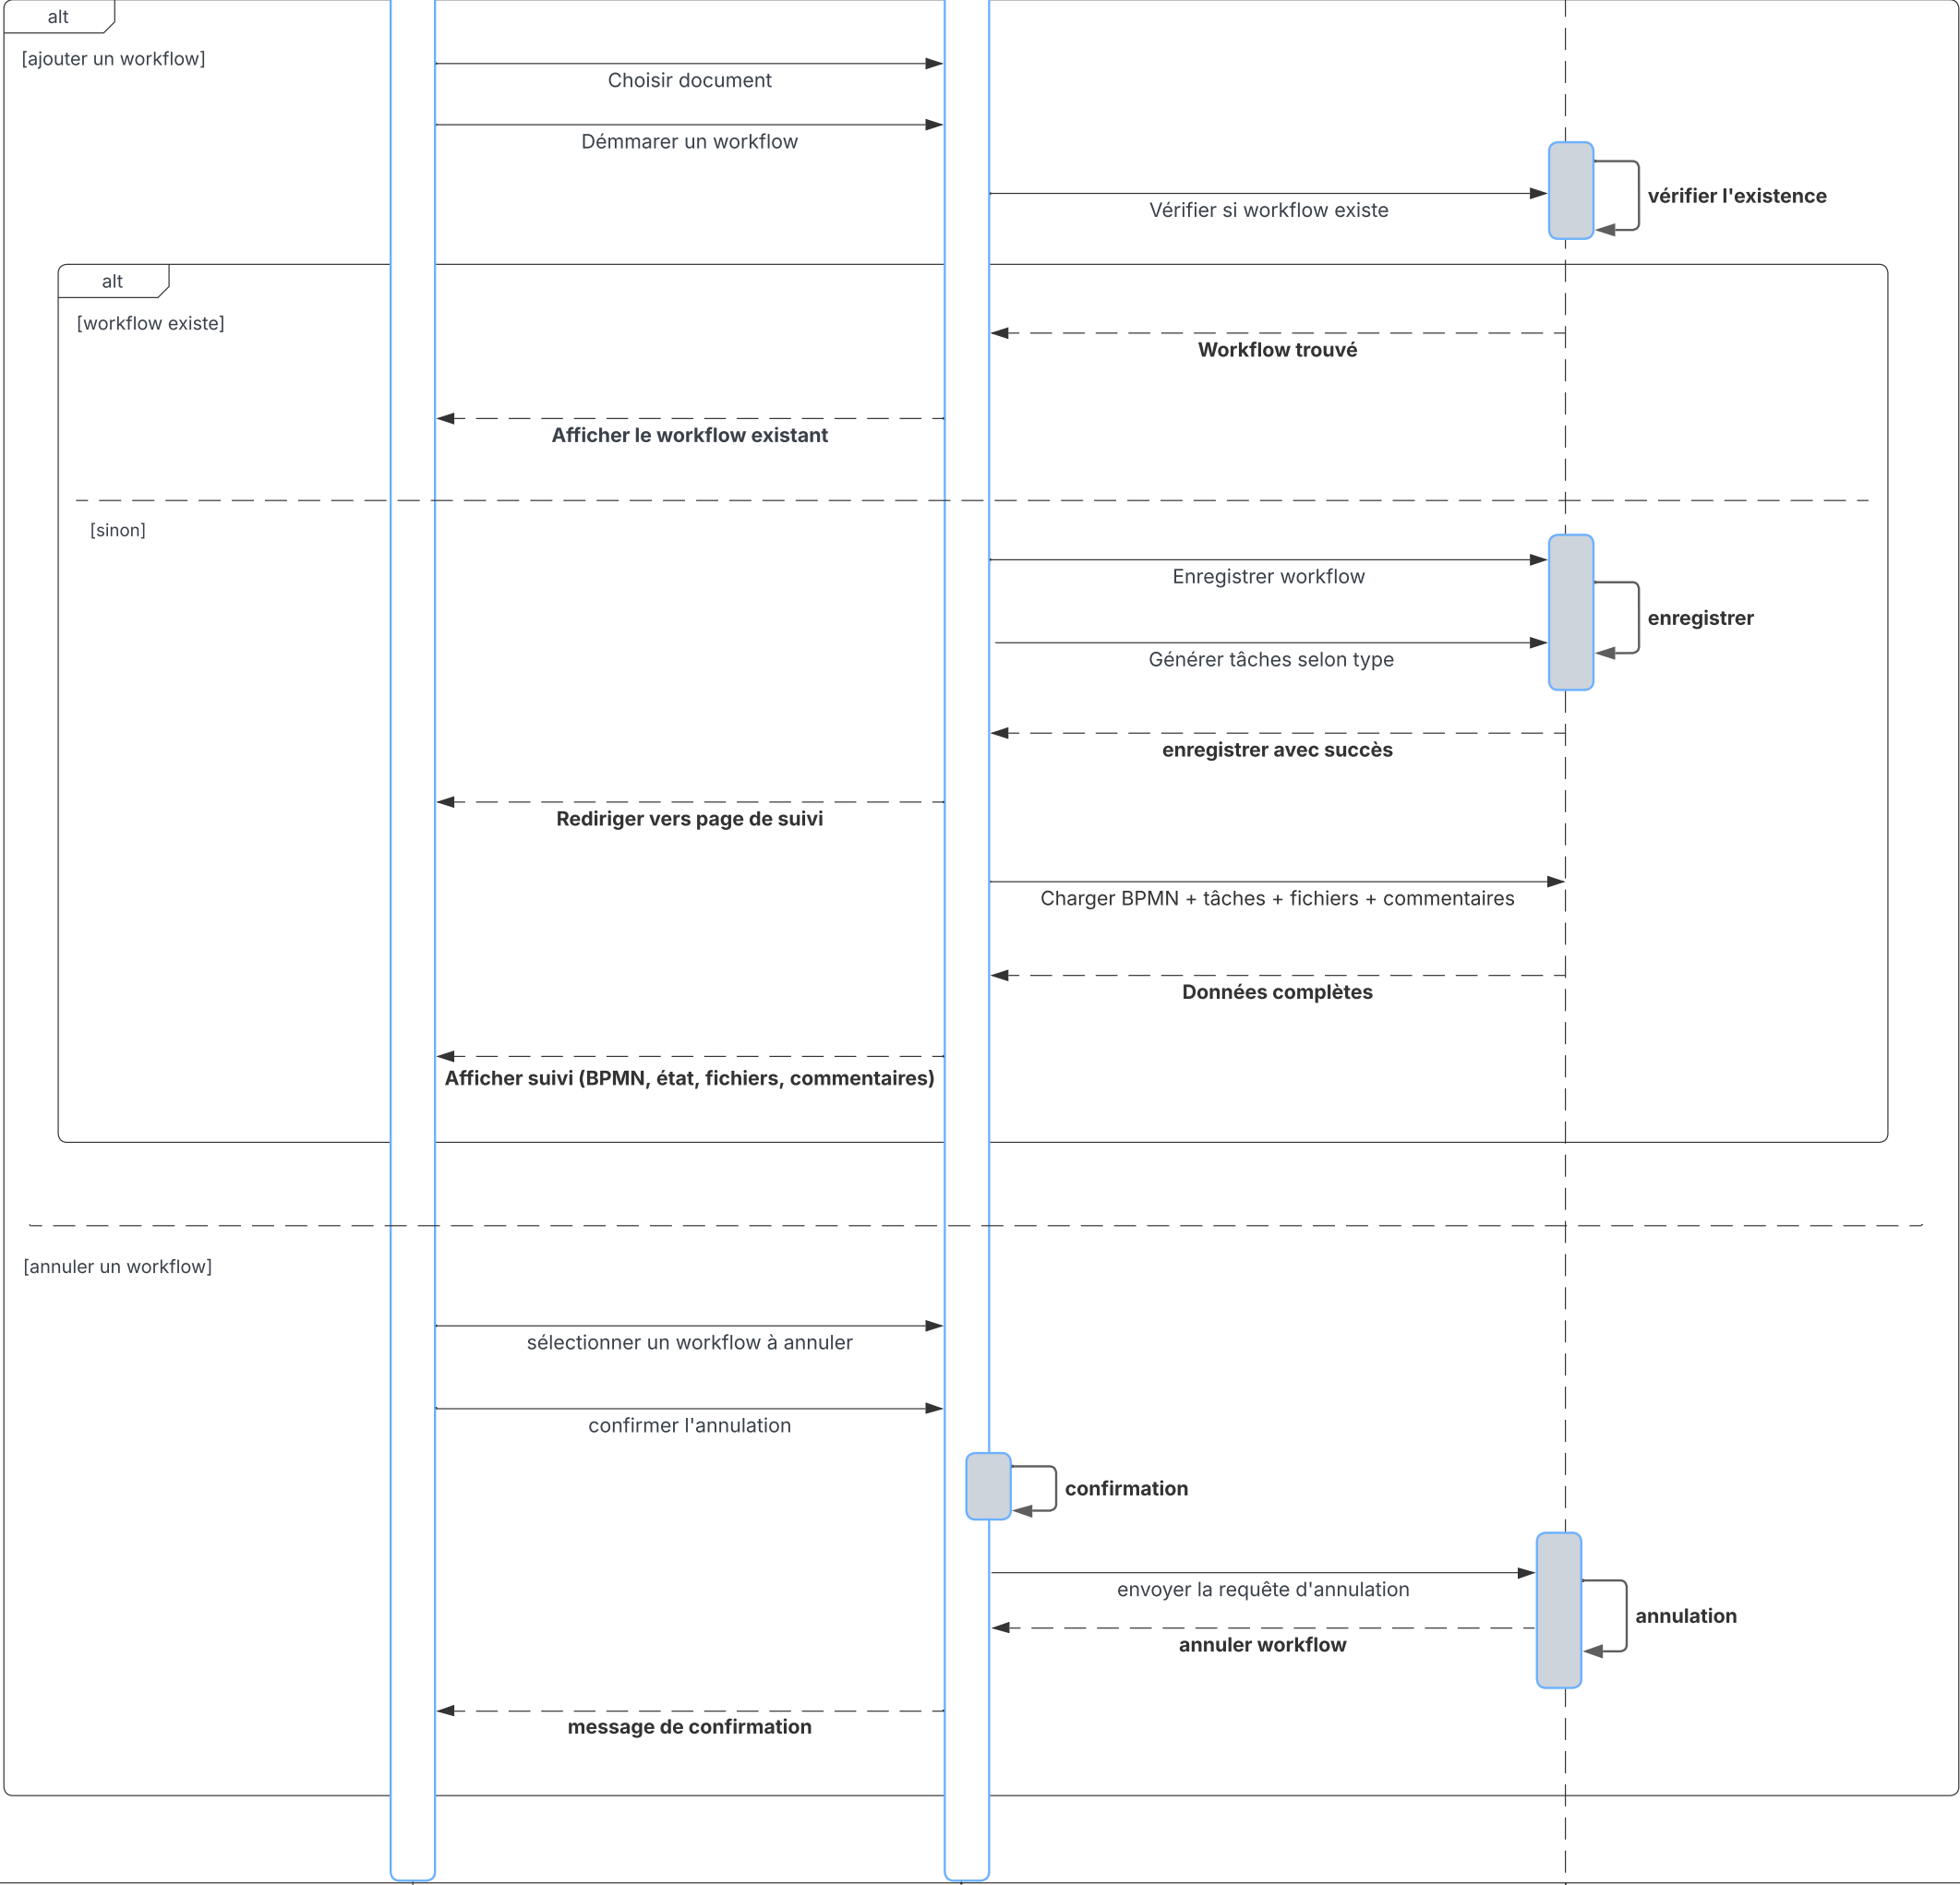 alt
[ajouter un workflow]
Choisir document
Démmarer un workflow
vérifier l'existence
Vérifier si workflow existe
alt
[workflow existe]
Workflow trouvé
Afficher le workflow existant
[sinon]
Enregistrer workflow
enregistrer
Générer tâches selon type
enregistrer avec succès
Rediriger vers page de suivi
Charger BPMN + tâches + fichiers + commentaires
Données complètes
Afficher suivi (BPMN, état, fichiers, commentaires)
[annuler un workflow]
sélectionner un workflow à annuler
confirmer l'annulation
confirmation
envoyer la requête d'annulation
annulation
annuler workflow
message de confirmation